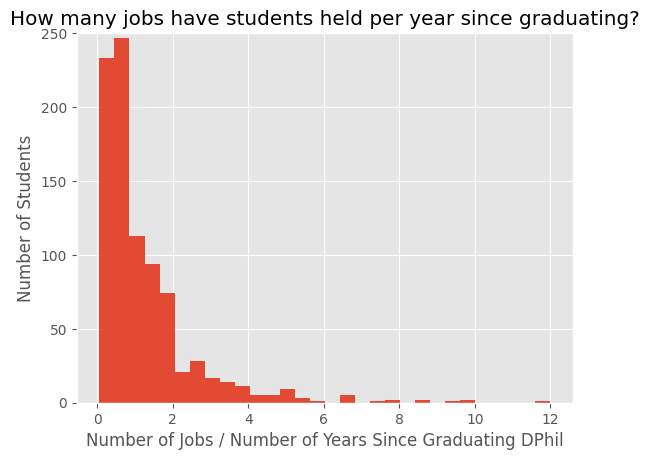 How many jobs have students held per year since graduating?
250
200
150
100
50
0
Number of Students
0 2 4 6 8 10 12
Number of Jobs / Number of Years Since Graduating DPhil